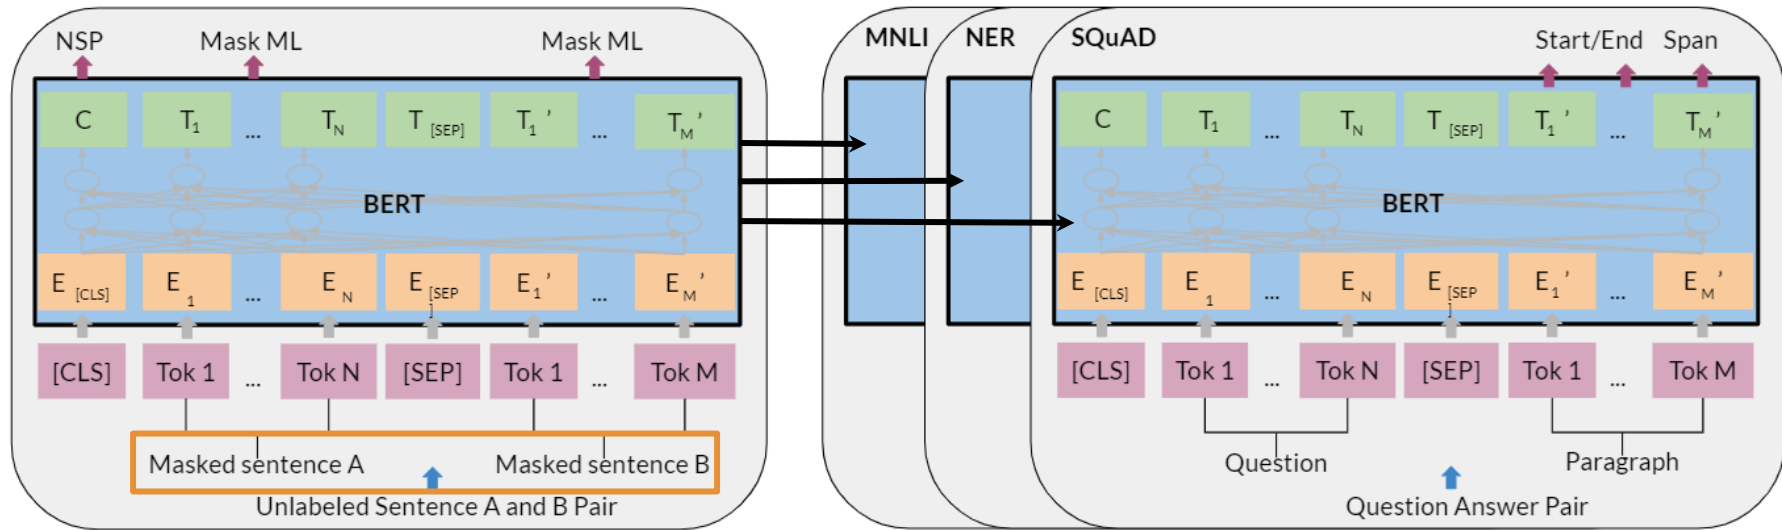 NSP Mask ML Mask ML
C T1 ... TN T[SEP] T1' ... TM'
BERT
E[CLS] E1 ... EN E[SEP] E1' ... EM'
[CLS] Tok 1 ... Tok N [SEP] Tok 1 ... Tok M
Masked sentence A Masked sentence B
Unlabeled Sentence A and B Pair
MNLI
NER
SQuAD
Start/End Span
C T1 ... TN T[SEP] T1' ... TM'
BERT
E[CLS] E1 ... EN E[SEP] E1' ... EM'
[CLS] Tok 1 ... Tok N [SEP] Tok 1 ... Tok M
Question Paragraph
Question Answer Pair